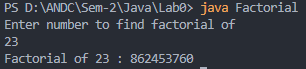 PS D:\ANDC\Sem-2\Java\Lab0> java Factorial
Enter number to find factorial of
23
Factorial of 23 : 862453760